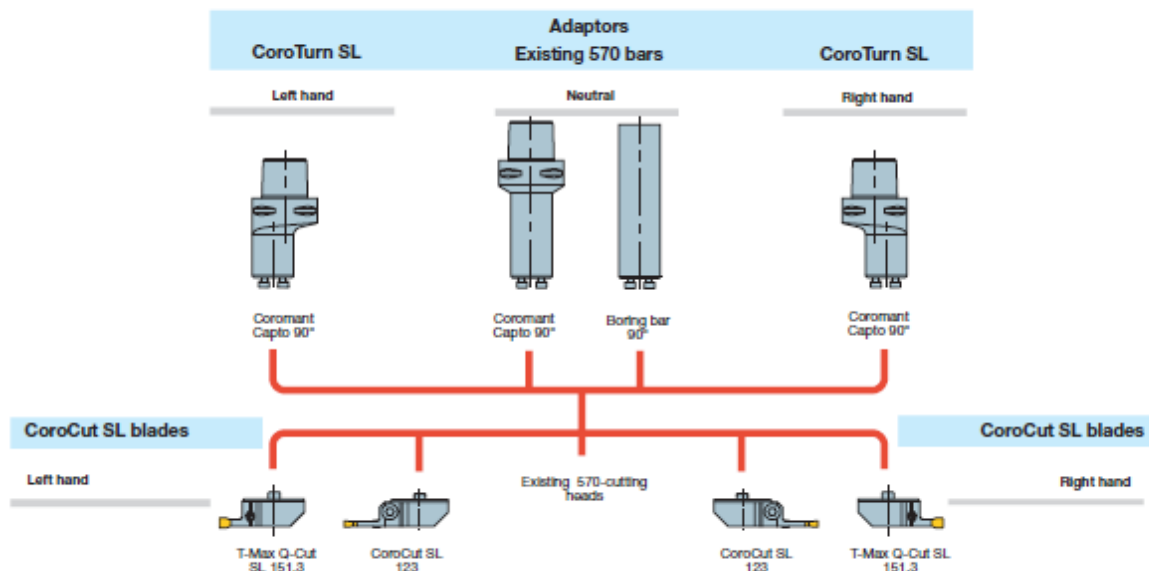 Adaptors
CoroTurn SL
Existing 570 bars
CoroTurn SL
Left hand
Neutral
Right hand
Coromant
Capto 90°
Coromant
Capto 90°
Boring bar
90°
Coromant
Capto 90°
CoroCut SL blades
CoroCut SL blades
Left hand
Existing 570-cutting
heads
Right hand
T-Max Q-Cut
SL 151.3
CoroCut SL
123
CoroCut SL
123
T-Max Q-Cut SL
151.3